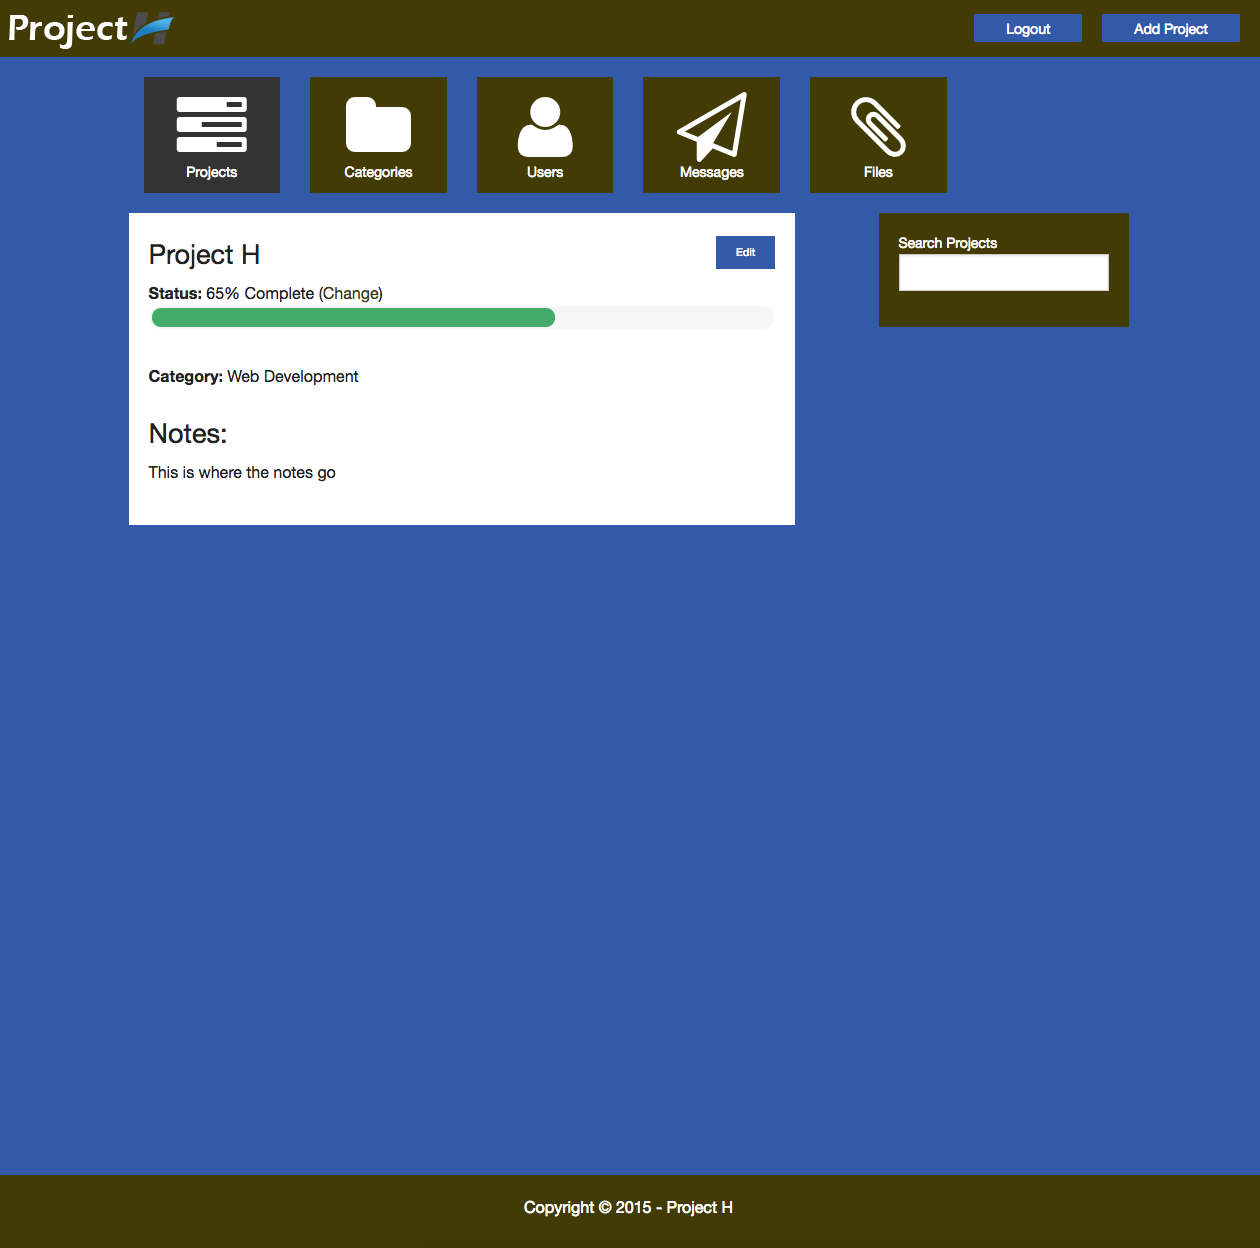 Project H
Logout
Add Project
Projects
Categories
Users
Messages
Files
Project H
Edit
Status: 65% Complete (Change)
Category: Web Development
Notes:
This is where the notes go
Search Projects
Copyright © 2015 - Project H